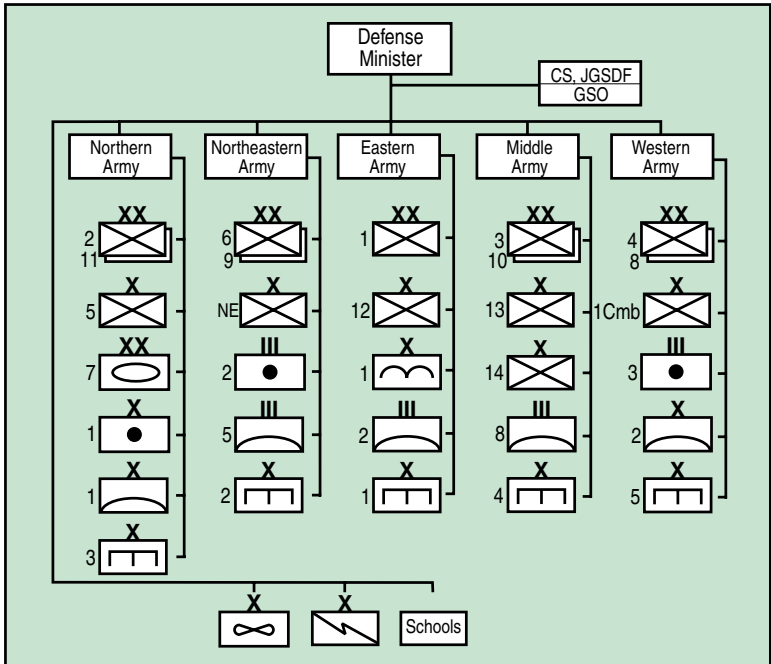 Defense
Minister
CS, JGSDF
GSO
Northern
Army
Northeastern
Army
Eastern
Army
Middle
Army
Western
Army
XX
XX
XX
XX
XX
2
11
6
9
1
3
10
4
8
X
X
X
X
X
5
NE
12
13
1Cmb
XX
III
X
X
III
7
2
1
14
3
X
III
III
III
X
1
5
2
8
2
X
X
X
X
X
1
2
1
4
5
X
3
X
X
Schools